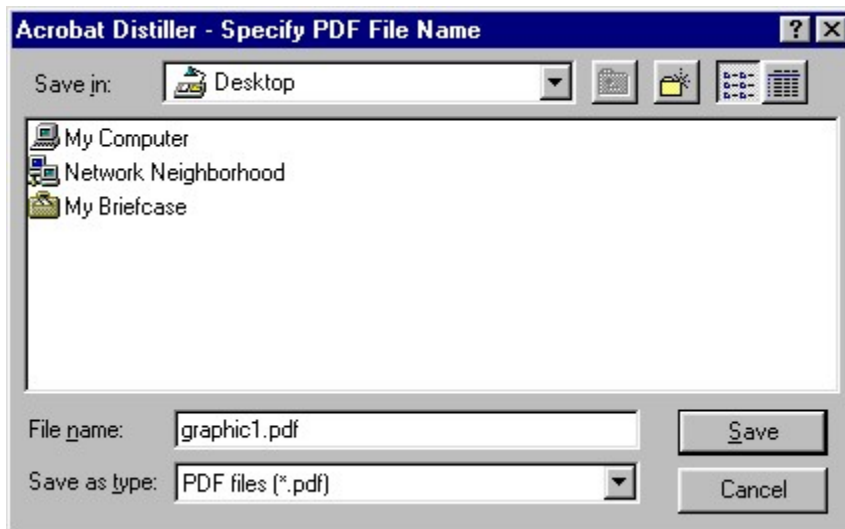 Acrobat Distiller - Specify PDF File Name
Save in: Desktop
My Computer
Network Neighborhood
My Briefcase
File name: graphic1.pdf Save
Save as type: PDF files (*.pdf) Cancel